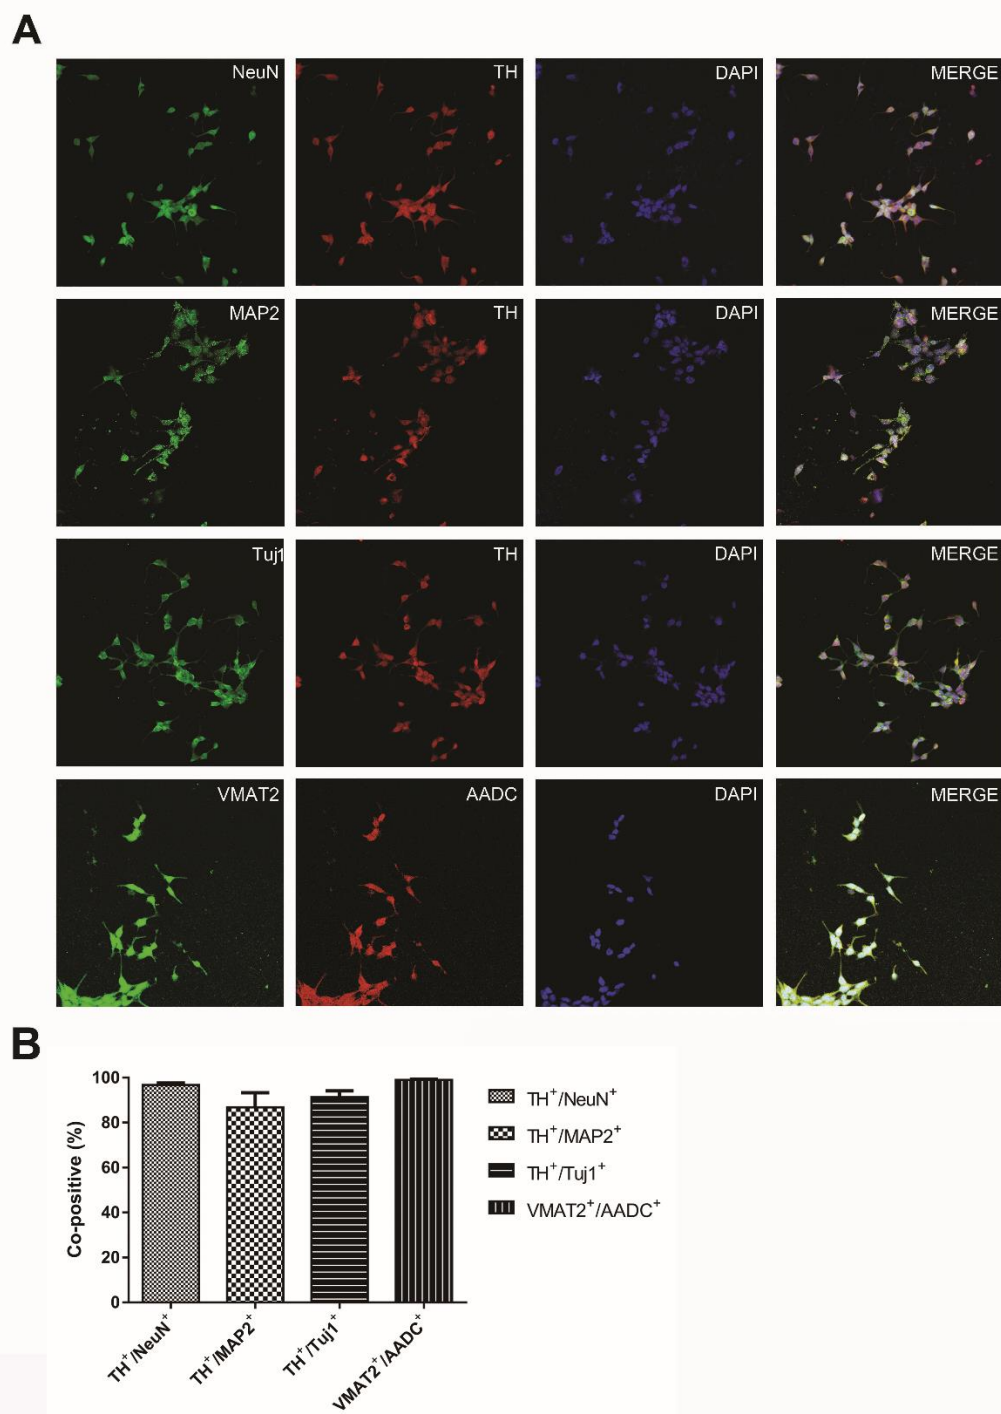 A
NeuN TH DAPI MERGE
MAP2 TH DAPI MERGE
Tuj1 TH DAPI MERGE
VMAT2 AADC DAPI MERGE
B
Co-positive (%)
100
80
60
40
20
0
TH⁺/NeuN⁺
TH⁺/MAP2⁺
TH⁺/Tuj1⁺
VMAT2⁺/AADC⁺
TH⁺/NeuN⁺
TH⁺/MAP2⁺
TH⁺/Tuj1⁺
VMAT2⁺/AADC⁺